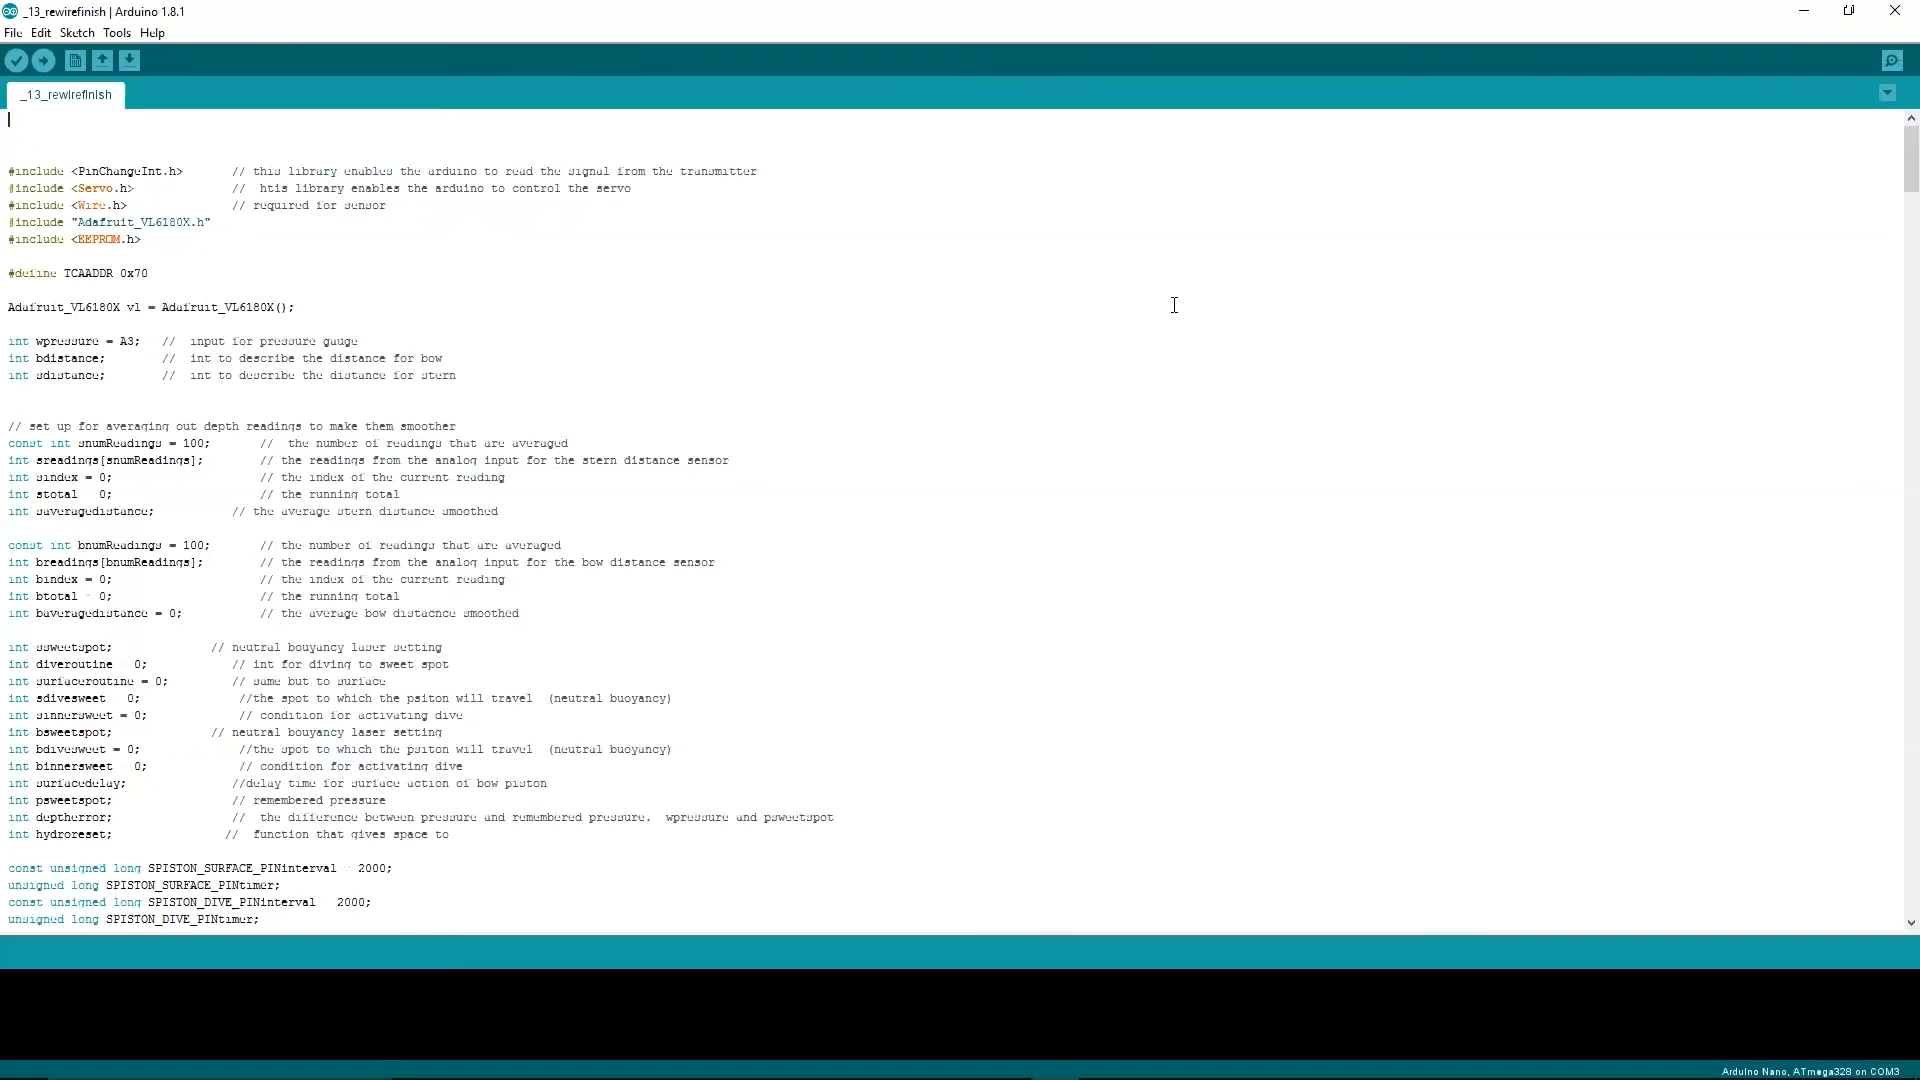 _13_rewirefinish | Arduino 1.8.1
File Edit Sketch Tools Help
_13_rewirefinish
#include <PinChangeInt.h> // this library enables the arduino to read the signal from the transmitter
#include <Servo.h> // htis library enables the arduino to control the servo
#include <Wire.h> // required for sensor
#include "Adafruit_VL6180X.h"
#include <EEPROM.h>
#define TCAADDR 0x70
Adafruit_VL6180X vl = Adafruit_VL6180X();
int wpressure = A3; // input for pressure gauge
int bdistance; // int to describe the distance for bow
int sdistance; // int to describe the distance for stern
// set up for averaging out depth readings to make them smoother
const int snumReadings = 100; // the number of readings that are averaged
int sreadings[snumReadings]; // the readings from the analog input for the stern distance sensor
int sindex = 0; // the index of the current reading
int stotal = 0; // the running total
int saveragedistance; // the average stern distance smoothed
const int bnumReadings = 100; // the number of readings that are averaged
int breadings[bnumReadings]; // the readings from the analog input for the bow distance sensor
int bindex = 0; // the index of the current reading
int btotal = 0; // the running total
int baveragedistance = 0; // the average bow distacnce smoothed
int ssweetspot; // neutral bouyancy laser setting
int diveroutine = 0; // int for diving to sweet spot
int surfaceroutine = 0; // same but to surface
int sdivesweet = 0; //the spot to which the psiton will travel (neutral buoyancy)
int sinnersweet = 0; // condition for activating dive
int bsweetspot; // neutral bouyancy laser setting
int bdivesweet = 0; //the spot to which the psiton will travel (neutral buoyancy)
int binnersweet = 0; // condition for activating dive
int surfacedelay; //delay time for surface action of bow piston
int psweetspot; // remembered pressure
int deptherror; // the difference between pressure and remembered pressure. wpressure and psweetspot
int hydroreset; // function that gives space to
const unsigned long SPISTON_SURFACE_PINinterval = 2000;
unsigned long SPISTON_SURFACE_PINtimer;
const unsigned long SPISTON_DIVE_PINinterval = 2000;
unsigned long SPISTON_DIVE_PINtimer;
Arduino Nano, ATmega328 on COM3